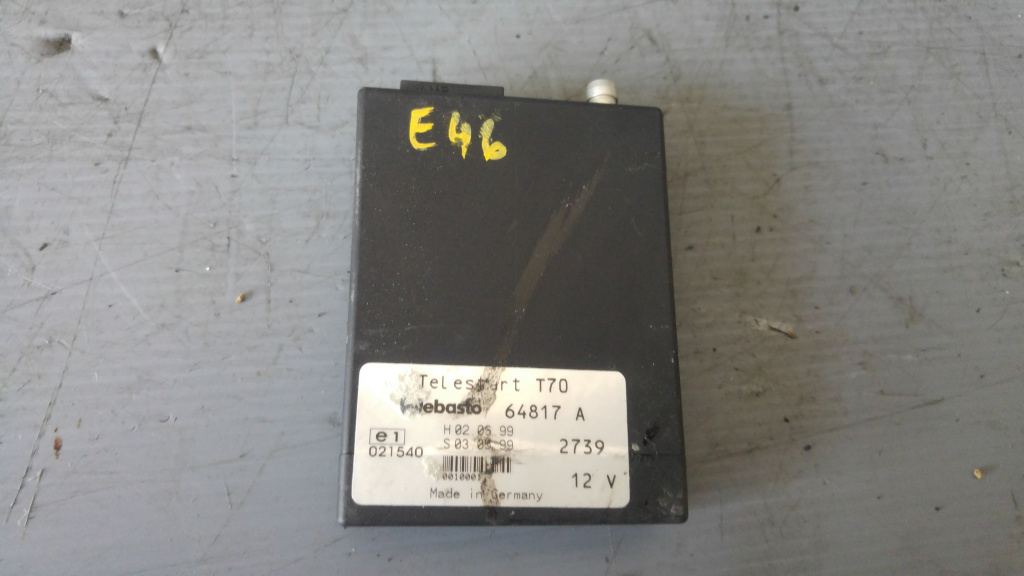 E46
Telestart T70
Webasto 64817 A
H 02 05 99
e1 S 03 05 99 2739
021540
12 V
Made in Germany